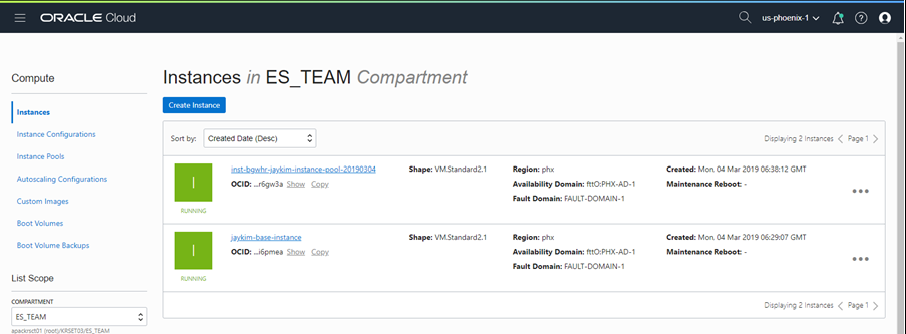 ORACLE Cloud
us-phoenix-1
Compute
Instances
Instance Configurations
Instance Pools
Autoscaling Configurations
Custom Images
Boot Volumes
Boot Volume Backups
List Scope
COMPARTMENT
ES_TEAM
apackrsct01 (root)/KRSET03/ES_TEAM
Instances in ES_TEAM Compartment
Create Instance
Sort by: Created Date (Desc)
Displaying 2 Instances < Page 1 >
I
RUNNING
inst-bgwhr-jaykim-instance-pool-20190304
OCID: ...r6gw3a Show Copy
Shape: VM.Standard2.1
Region: phx
Availability Domain: fttO:PHX-AD-1
Fault Domain: FAULT-DOMAIN-1
Created: Mon, 04 Mar 2019 06:38:12 GMT
Maintenance Reboot: -
I
RUNNING
jaykim-base-instance
OCID: ...i6pmea Show Copy
Shape: VM.Standard2.1
Region: phx
Availability Domain: fttO:PHX-AD-1
Fault Domain: FAULT-DOMAIN-1
Created: Mon, 04 Mar 2019 06:29:07 GMT
Maintenance Reboot: -
Displaying 2 Instances < Page 1 >